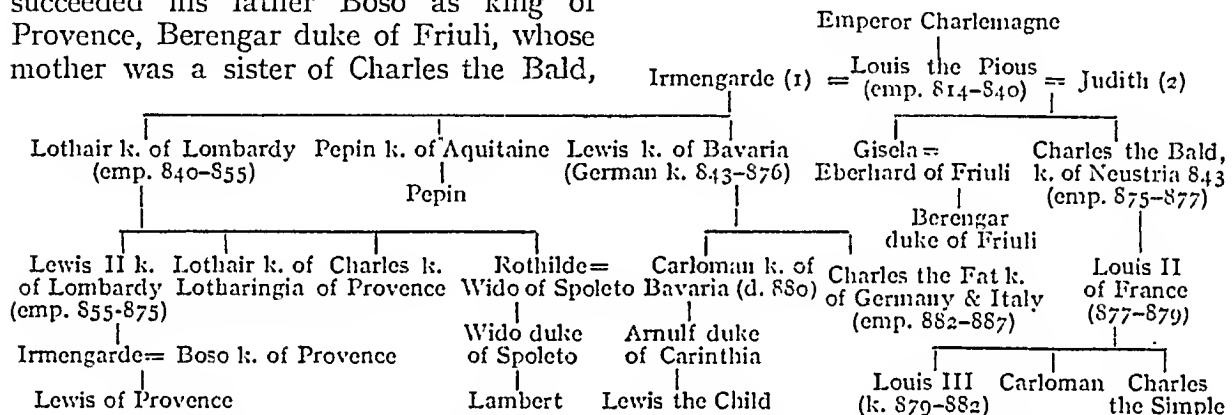 succeeded his father Boso as king of
Provence, Berengar duke of Friuli, whose
mother was a sister of Charles the Bald,
Emperor Charlemagne
Irmengarde (1) = Louis the Pious = Judith (2)
(emp. 814–840)
Lothair k. of Lombardy Pepin k. of Aquitaine Lewis k. of Bavaria Gisela = Charles the Bald,
(emp. 840–855) (German k. 843–876) Eberhard of Friuli k. of Neustria 843
Pepin (emp. 875–877)
Berengar
duke of Friuli
Lewis II k. Lothair k. of Charles k. Rothilde= Carloman k. of Charles the Fat k. Louis II
of Lombardy Lotharingia of Provence Wido of Spoleto Bavaria (d. 880) of Germany & Italy of France
(emp. 855-875) (emp. 882–887) (877–879)
Wido duke Arnulf duke
Irmengarde= Boso k. of Provence of Spoleto of Carinthia
Lewis of Provence Lambert Lewis the Child Louis III Carloman Charles
(k. 879–882) the Simple